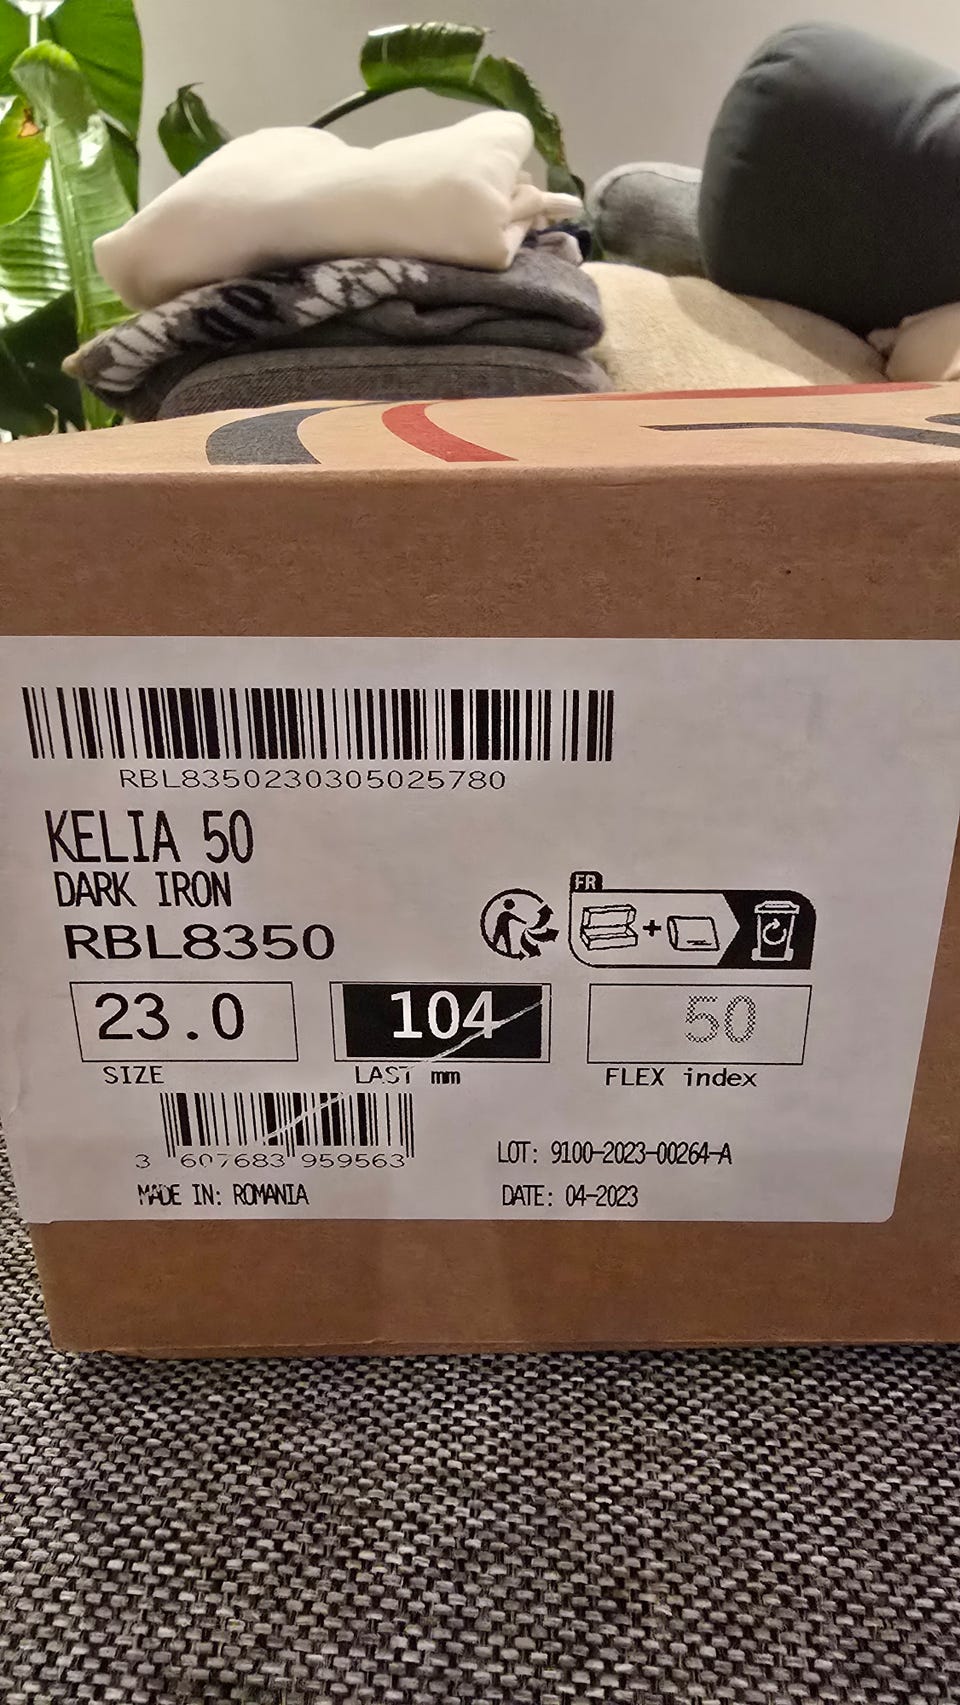 RBL8350230305025780
KELIA 50
DARK IRON
RBL8350
FR
23.0
104
50
SIZE
LAST mm
FLEX index
3 607683 959563
LOT: 9100-2023-00264-A
MADE IN: ROMANIA
DATE: 04-2023